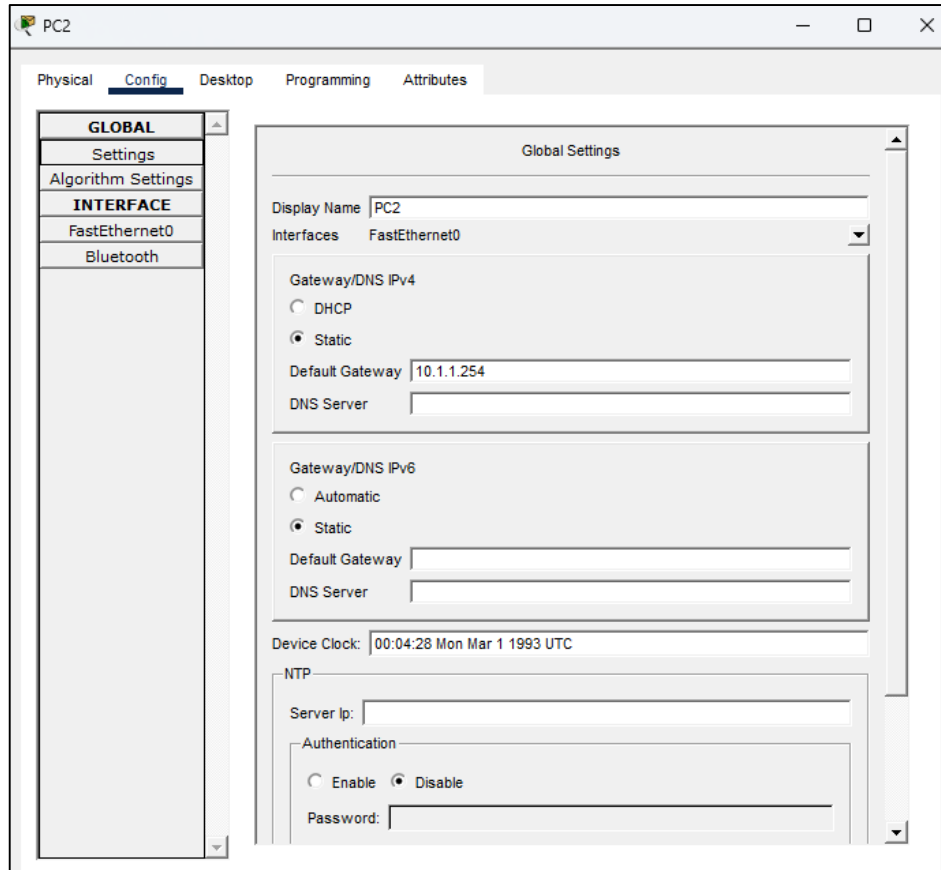 PC2
Physical Config Desktop Programming Attributes
GLOBAL
Settings
Algorithm Settings
INTERFACE
FastEthernet0
Bluetooth
Global Settings
Display Name PC2
Interfaces FastEthernet0
Gateway/DNS IPv4
DHCP
Static
Default Gateway 10.1.1.254
DNS Server
Gateway/DNS IPv6
Automatic
Static
Default Gateway
DNS Server
Device Clock: 00:04:28 Mon Mar 1 1993 UTC
NTP
Server Ip:
Authentication
Enable Disable
Password: